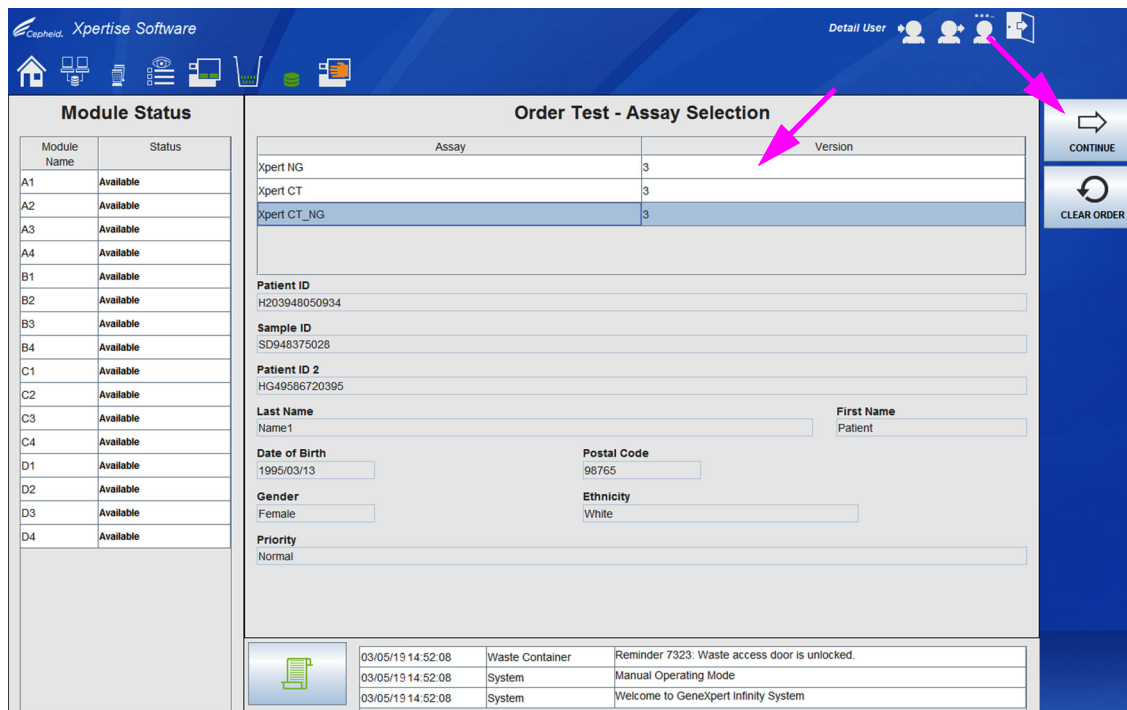 Cepheid. Xpertise Software
Detail User
Module Status
Module Name Status
A1 Available
A2 Available
A3 Available
A4 Available
B1 Available
B2 Available
B3 Available
B4 Available
C1 Available
C2 Available
C3 Available
C4 Available
D1 Available
D2 Available
D3 Available
D4 Available
Order Test - Assay Selection
Assay Version
Xpert NG 3
Xpert CT 3
Xpert CT_NG 3
Patient ID
H203948050934
Sample ID
SD948375028
Patient ID 2
HG49586720395
Last Name First Name
Name1 Patient
Date of Birth Postal Code
1995/03/13 98765
Gender Ethnicity
Female White
Priority
Normal
03/05/19 14:52:08 Waste Container Reminder 7323: Waste access door is unlocked.
03/05/19 14:52:08 System Manual Operating Mode
03/05/19 14:52:08 System Welcome to GeneXpert Infinity System
CONTINUE
CLEAR ORDER